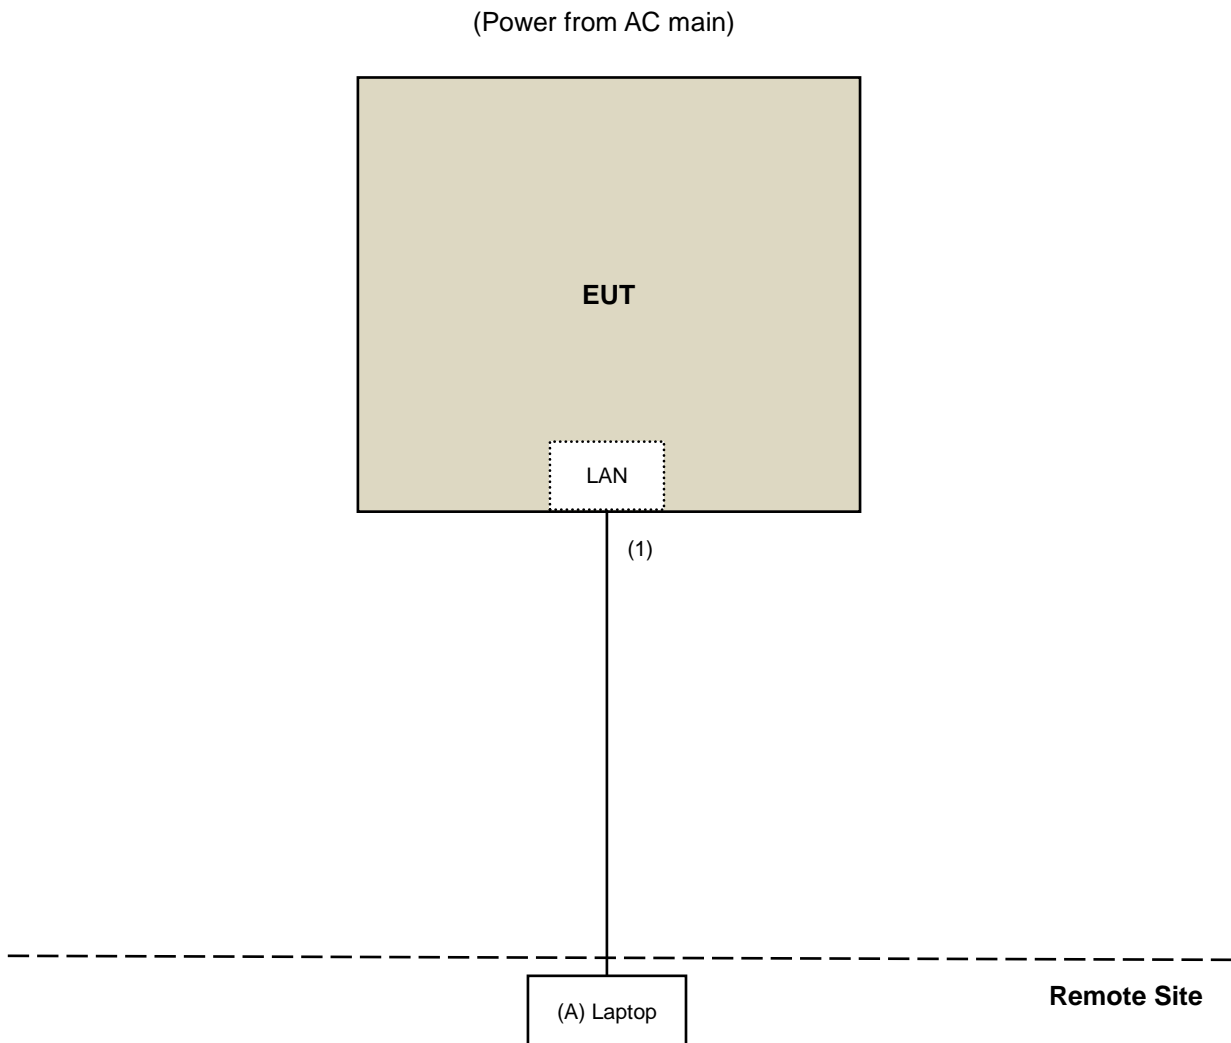 (Power from AC main)
EUT
LAN
(1)
Remote Site
(A) Laptop